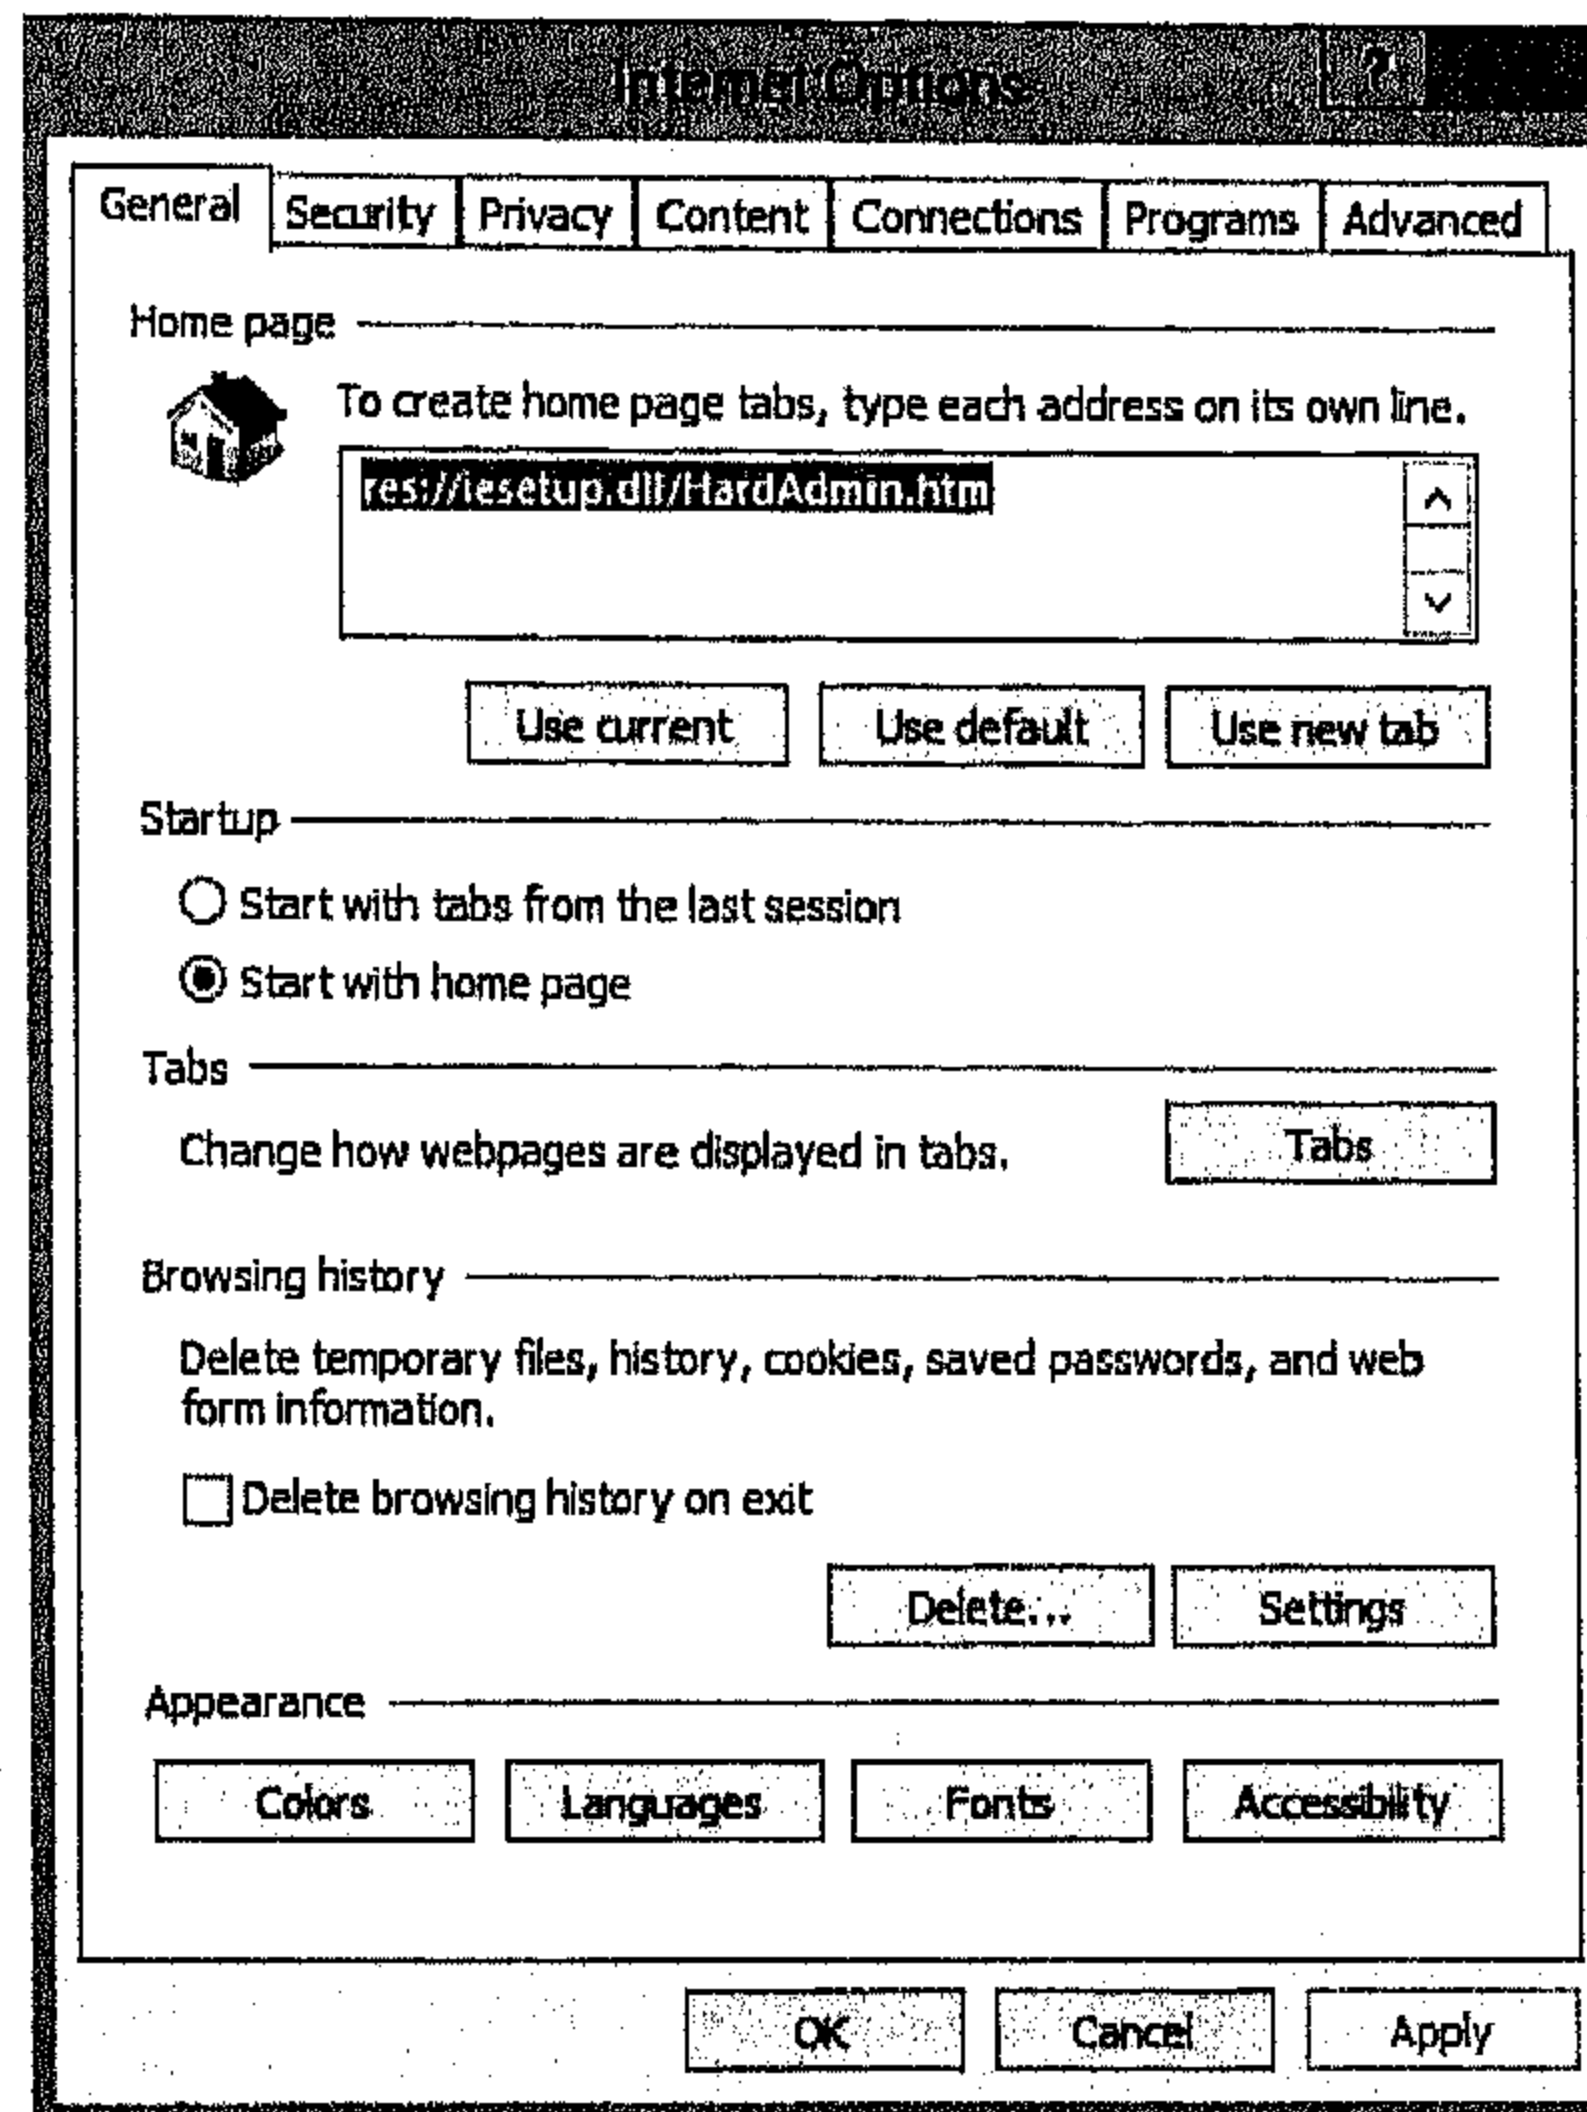 Internet Options ?
General Security Privacy Content Connections Programs Advanced
Home page
To create home page tabs, type each address on its own line.
res://iesetup.dll/HardAdmin.htm
Use current Use default Use new tab
Startup
Start with tabs from the last session
Start with home page
Tabs
Change how webpages are displayed in tabs. Tabs
Browsing history
Delete temporary files, history, cookies, saved passwords, and web
form information.
Delete browsing history on exit
Delete... Settings
Appearance
Colors Languages Fonts Accessibility
OK Cancel Apply